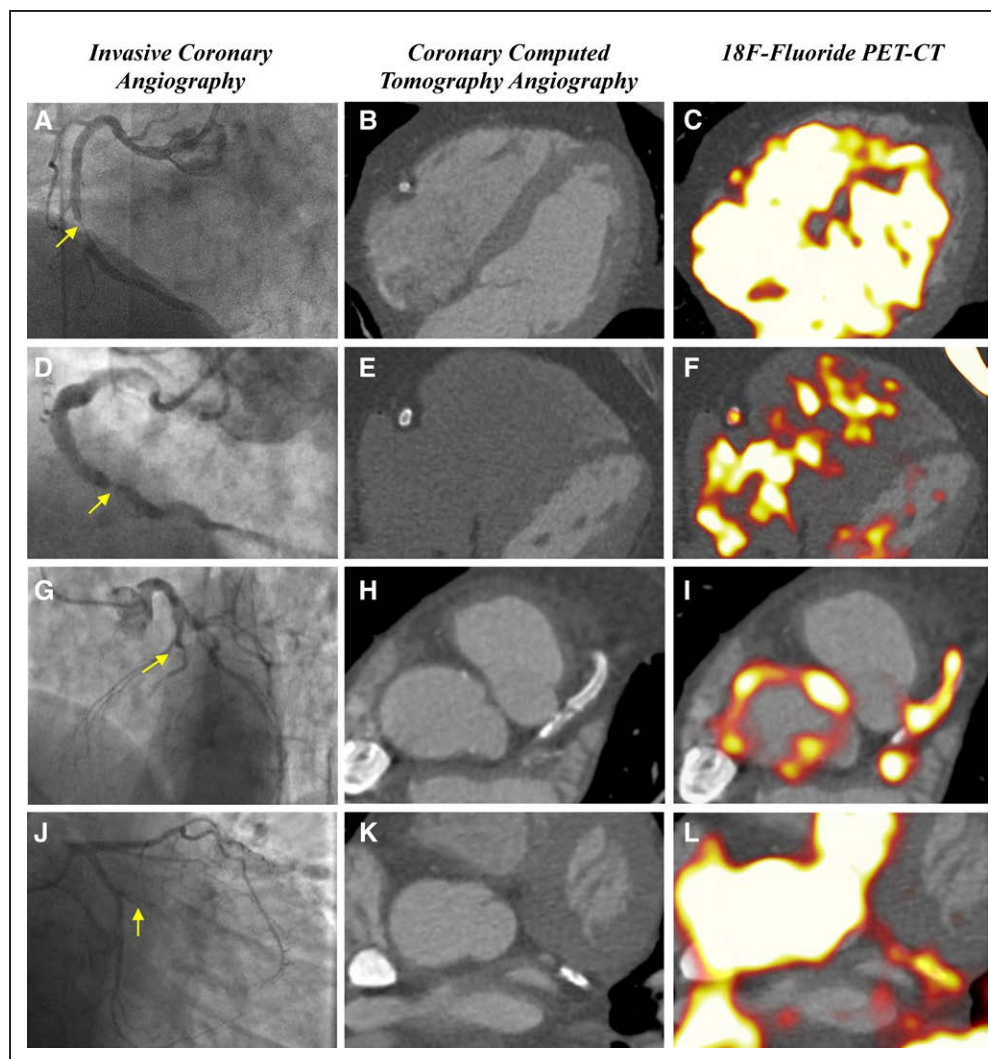 Invasive Coronary
Angiography
Coronary Computed
Tomography Angiography
18F-Fluoride PET-CT
A
B
C
D
E
F
G
H
I
J
K
L